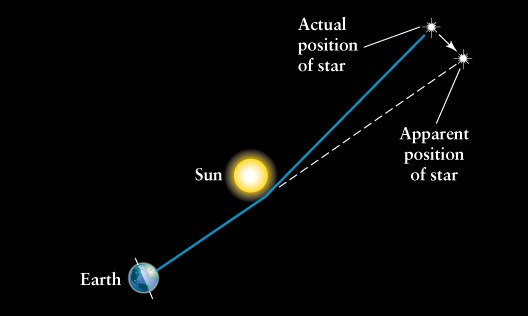 Actual
position
of star
Apparent
position
of star
Sun
Earth